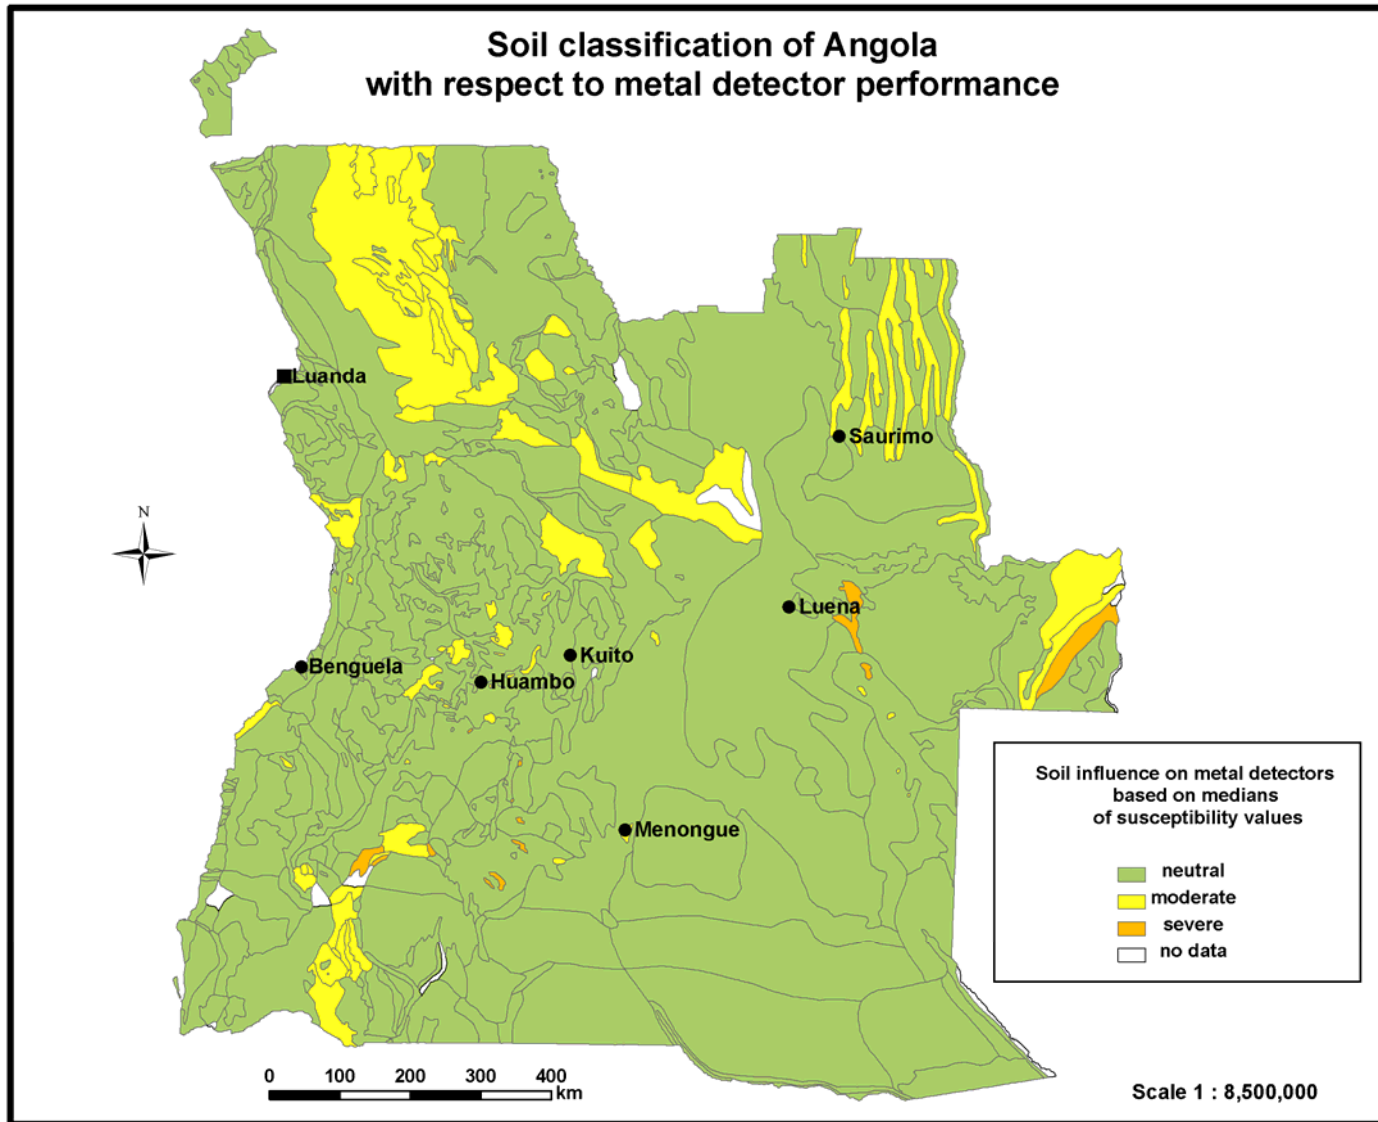 Soil classification of Angola
with respect to metal detector performance
Luanda
Saurimo
N
Luena
Kuito
Benguela
Huambo
Menongue
Soil influence on metal detectors
based on medians
of susceptibility values
neutral
moderate
severe
no data
0 100 200 300 400
km
Scale 1 : 8,500,000